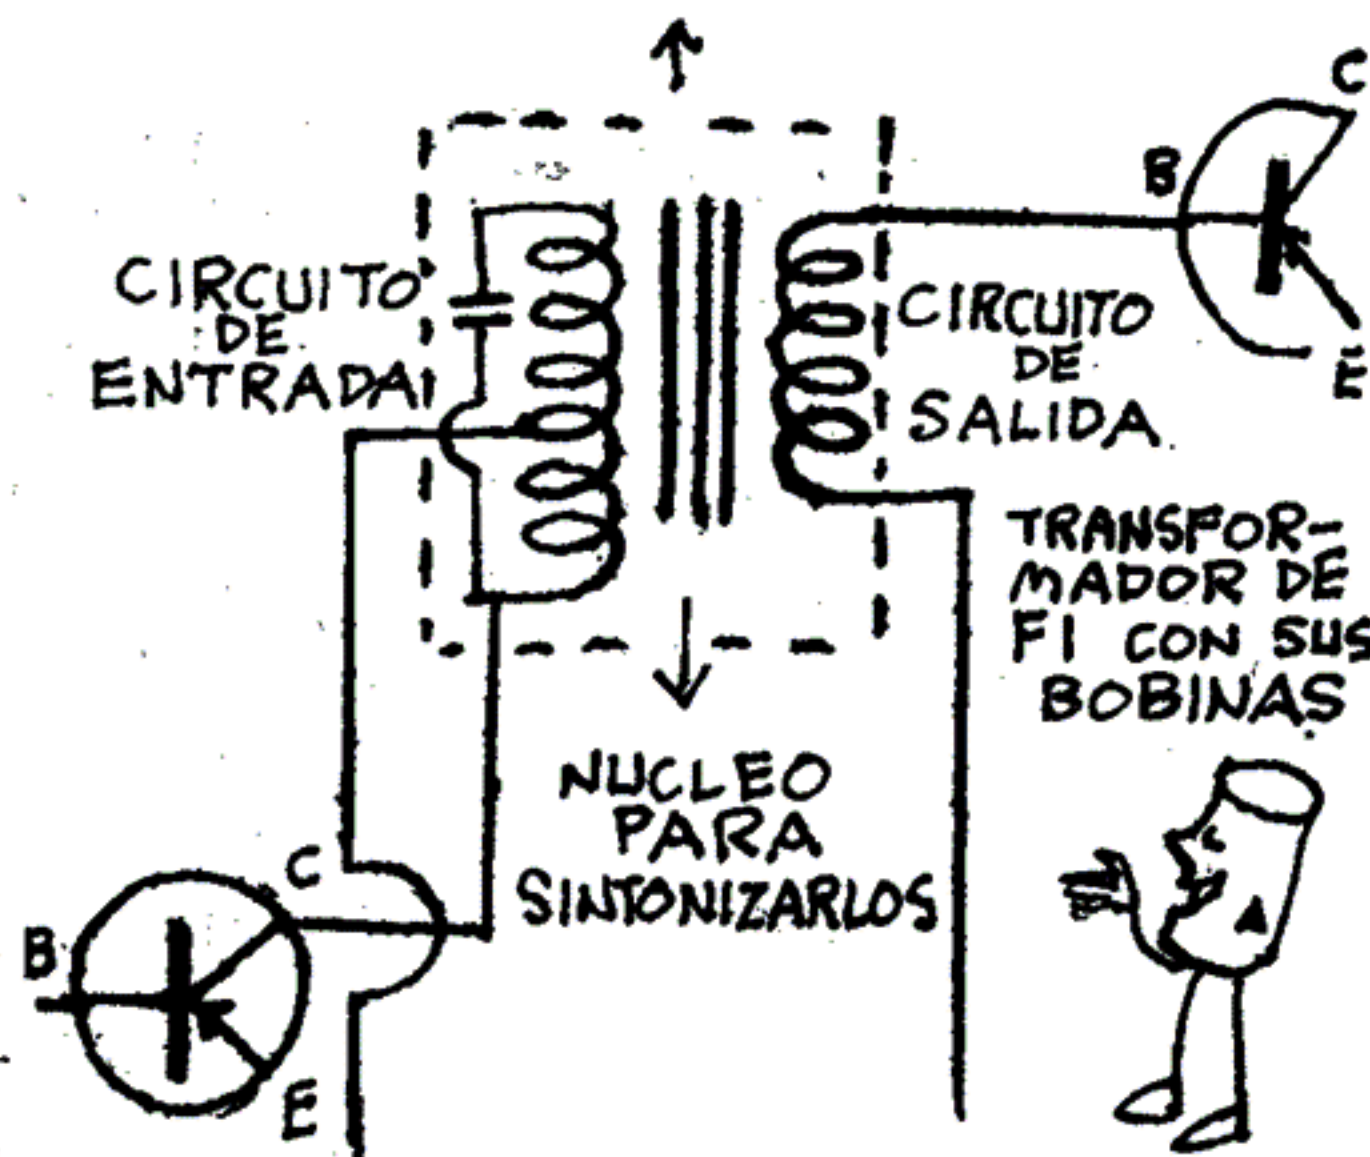 C
B
E
CIRCUITO
DE
ENTRADA
CIRCUITO
DE
SALIDA
TRANSFOR-
MADOR DE
FI CON SUS
BOBINAS
NUCLEO
PARA
SINTONIZARLOS
C
B
E